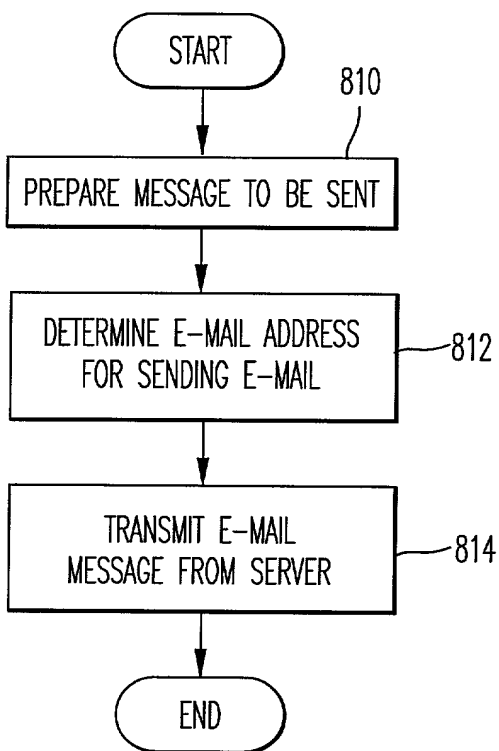 START
810
PREPARE MESSAGE TO BE SENT
DETERMINE E-MAIL ADDRESS
FOR SENDING E-MAIL
812
TRANSMIT E-MAIL
MESSAGE FROM SERVER
814
END